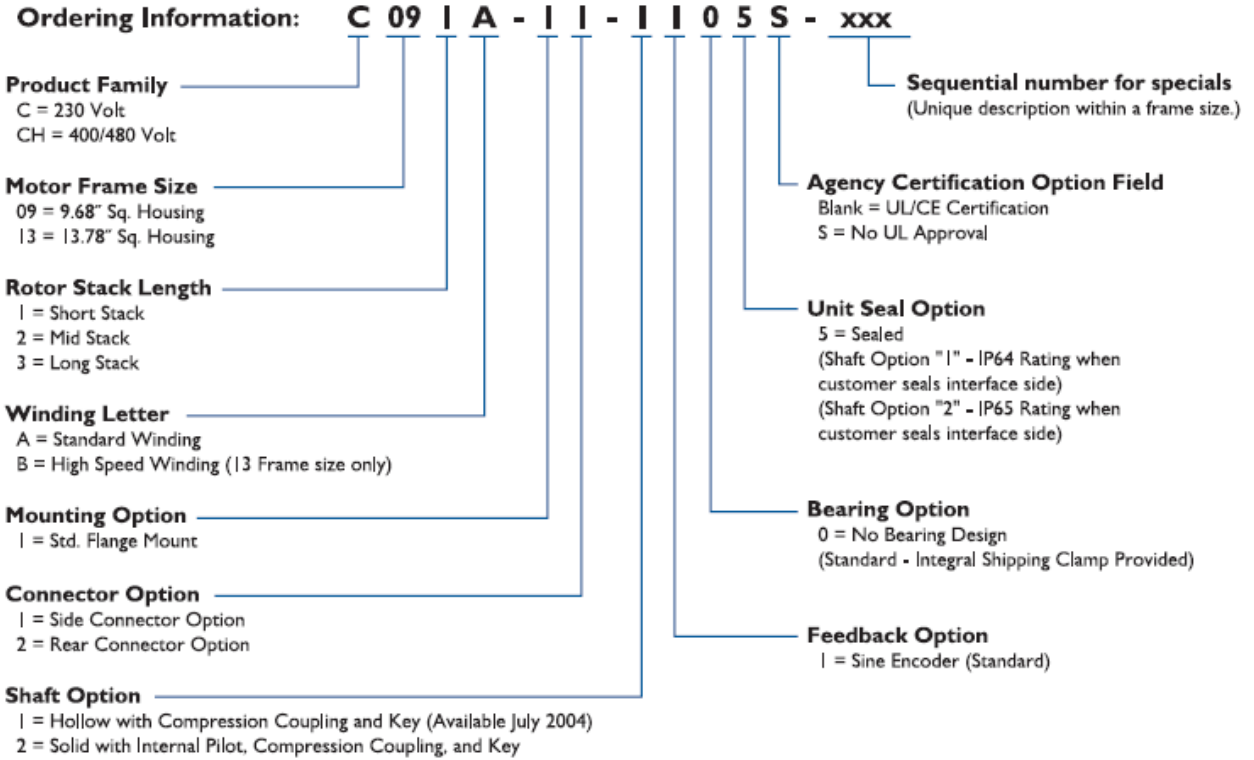 Ordering Information: C 09 1 A - 1 1 - 1 1 0 5 S - xxx
Product Family
C = 230 Volt
CH = 400/480 Volt
Motor Frame Size
09 = 9.68" Sq. Housing
13 = 13.78" Sq. Housing
Rotor Stack Length
1 = Short Stack
2 = Mid Stack
3 = Long Stack
Winding Letter
A = Standard Winding
B = High Speed Winding (13 Frame size only)
Mounting Option
1 = Std. Flange Mount
Connector Option
1 = Side Connector Option
2 = Rear Connector Option
Shaft Option
1 = Hollow with Compression Coupling and Key (Available July 2004)
2 = Solid with Internal Pilot, Compression Coupling, and Key
Sequential number for specials
(Unique description within a frame size.)
Agency Certification Option Field
Blank = UL/CE Certification
S = No UL Approval
Unit Seal Option
5 = Sealed
(Shaft Option "1" - IP64 Rating when
customer seals interface side)
(Shaft Option "2" - IP65 Rating when
customer seals interface side)
Bearing Option
0 = No Bearing Design
(Standard - Integral Shipping Clamp Provided)
Feedback Option
1 = Sine Encoder (Standard)